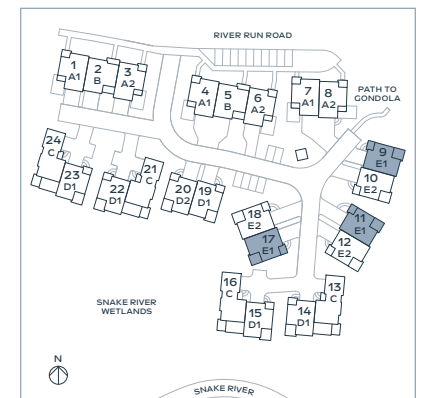 RIVER RUN ROAD
1
A1
2
B
3
A2
4
A1
5
B
6
A2
7
A1
8
A2
PATH TO
GONDOLA
24
C
23
D1
22
D1
21
C
20
D2
19
D1
9
E1
10
E2
18
E2
17
E1
11
E1
12
E2
16
C
15
D1
14
D1
13
C
SNAKE RIVER
WETLANDS
N
SNAKE RIVER